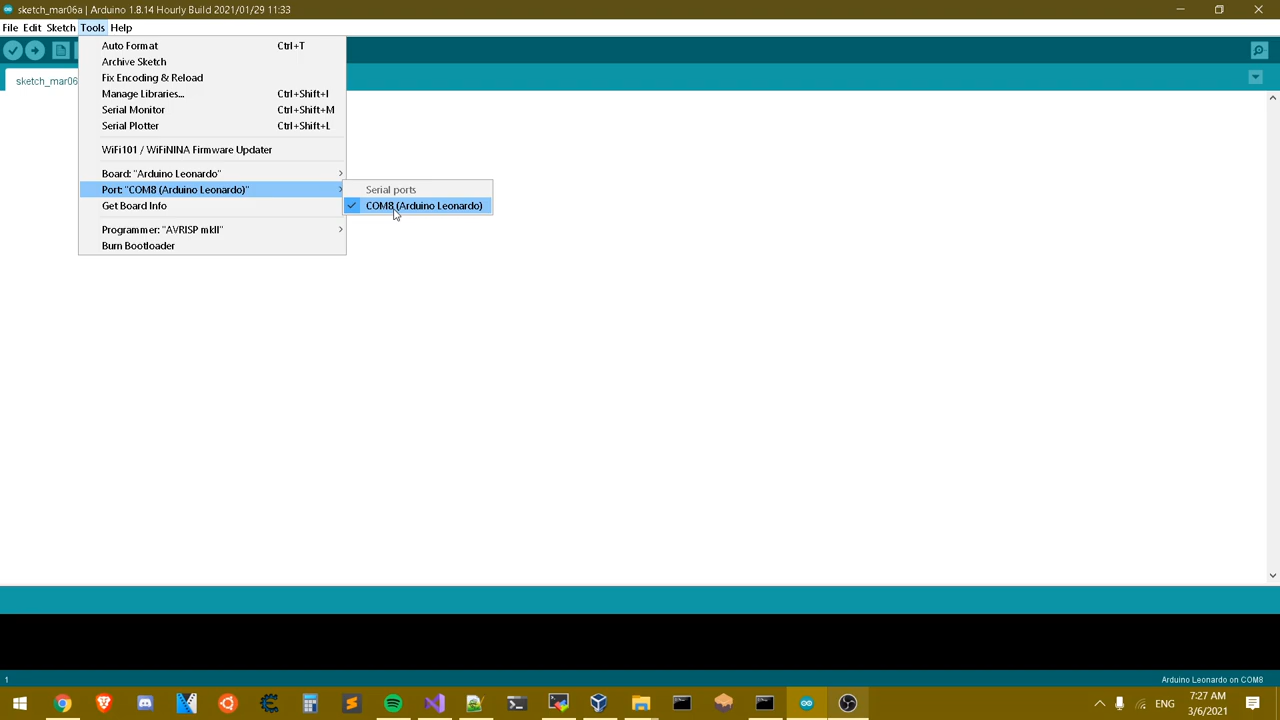 sketch_mar06a | Arduino 1.8.14 Hourly Build 2021/01/29 11:33
File Edit Sketch Tools Help
sketch_mar06
Auto Format Ctrl+T
Archive Sketch
Fix Encoding & Reload
Manage Libraries... Ctrl+Shift+I
Serial Monitor Ctrl+Shift+M
Serial Plotter Ctrl+Shift+L
WiFi101 / WiFiNINA Firmware Updater
Board: "Arduino Leonardo"
Port: "COM8 (Arduino Leonardo)"
Serial ports
COM8 (Arduino Leonardo)
Get Board Info
Programmer: "AVRISP mkII"
Burn Bootloader
1
Arduino Leonardo on COM8
ENG
7:27 AM
3/6/2021